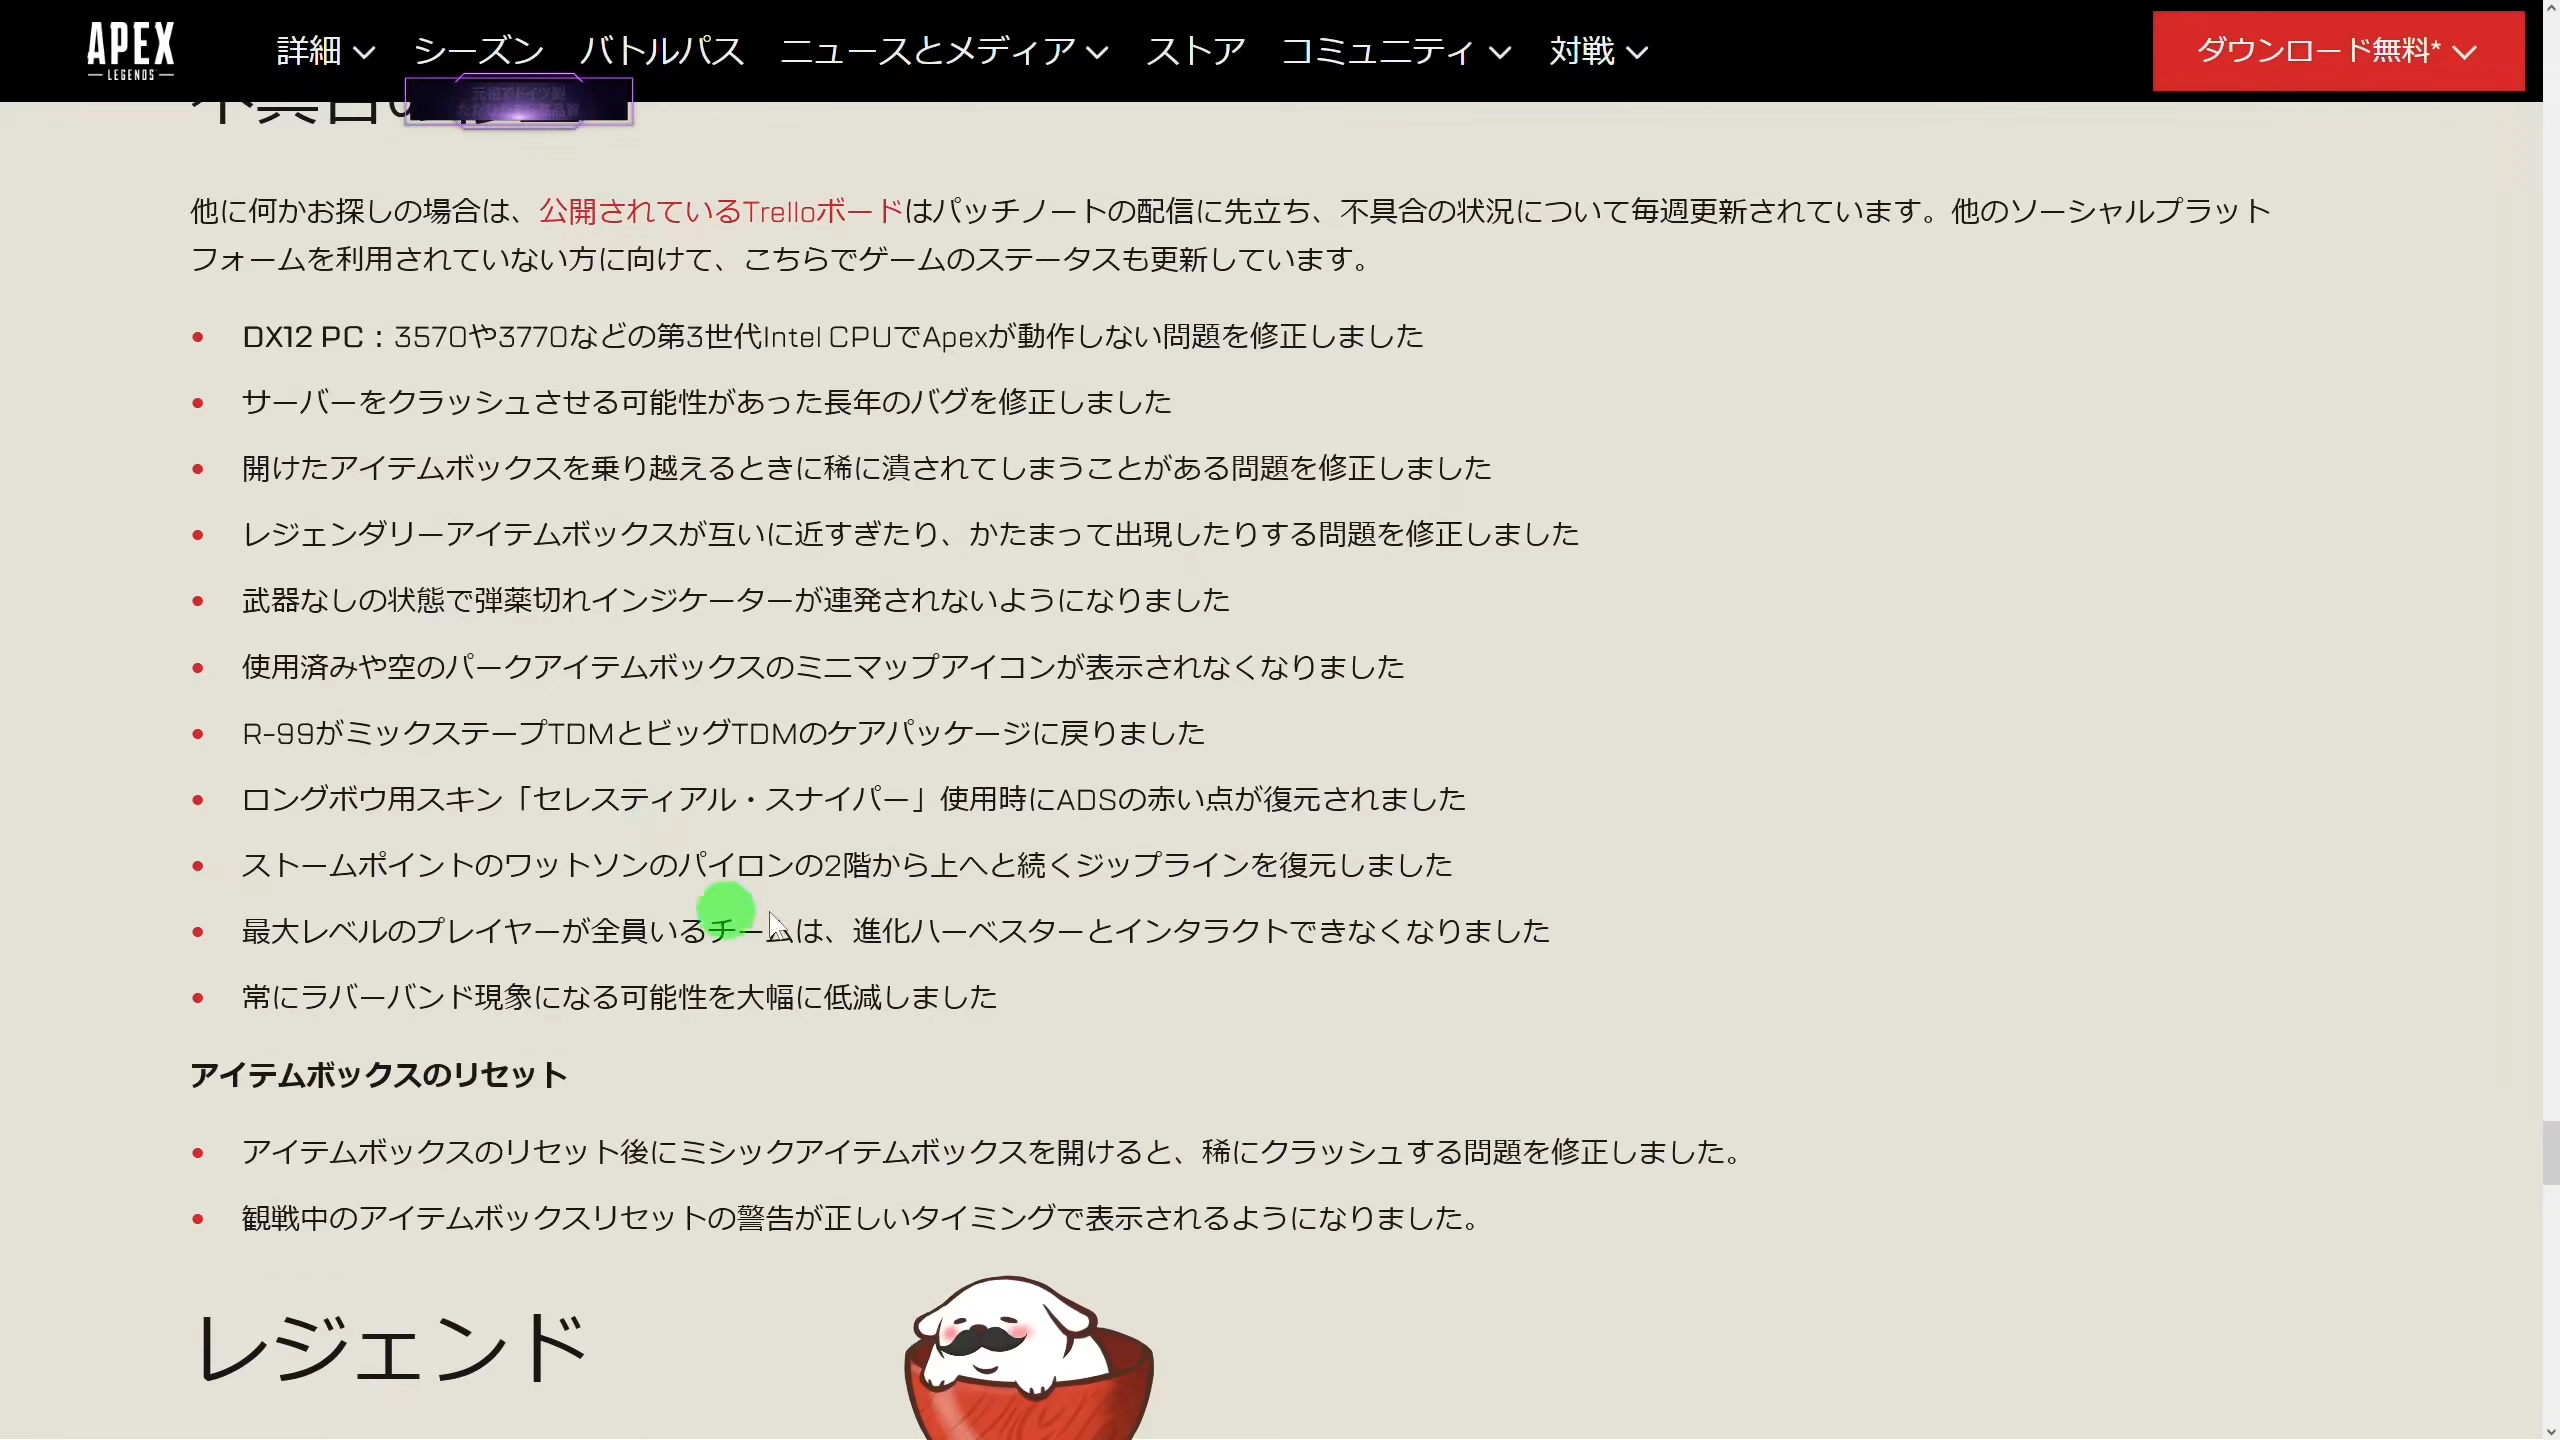 APEX
LEGENDS
詳細
シーズン
バトルパス
ニュースとメディア
ストア
コミュニティ
対戦
ダウンロード無料*
他に何かお探しの場合は、公開されているTrelloボードはパッチノートの配信に先立ち、不具合の状況について毎週更新されています。他のソーシャルプラット
フォームを利用されていない方に向けて、こちらでゲームのステータスも更新しています。
DX12 PC：3570や3770などの第3世代Intel CPUでApexが動作しない問題を修正しました
サーバーをクラッシュさせる可能性があった長年のバグを修正しました
開けたアイテムボックスを乗り越えるときに稀に潰されてしまうことがある問題を修正しました
レジェンダリーアイテムボックスが互いに近すぎたり、かたまって出現したりする問題を修正しました
武器なしの状態で弾薬切れインジケーターが連発されないようになりました
使用済みや空のパークアイテムボックスのミニマップアイコンが表示されなくなりました
R-99がミックステープTDMとビッグTDMのケアパッケージに戻りました
ロングボウ用スキン「セレスティアル・スナイパー」使用時にADSの赤い点が復元されました
ストームポイントのワットソンのパイロンの2階から上へと続くジップラインを復元しました
最大レベルのプレイヤーが全員いるチームは、進化ハーベスターとインタラクトできなくなりました
常にラバーバンド現象になる可能性を大幅に低減しました
アイテムボックスのリセット
アイテムボックスのリセット後にミシックアイテムボックスを開けると、稀にクラッシュする問題を修正しました。
観戦中のアイテムボックスリセットの警告が正しいタイミングで表示されるようになりました。
レジェンド